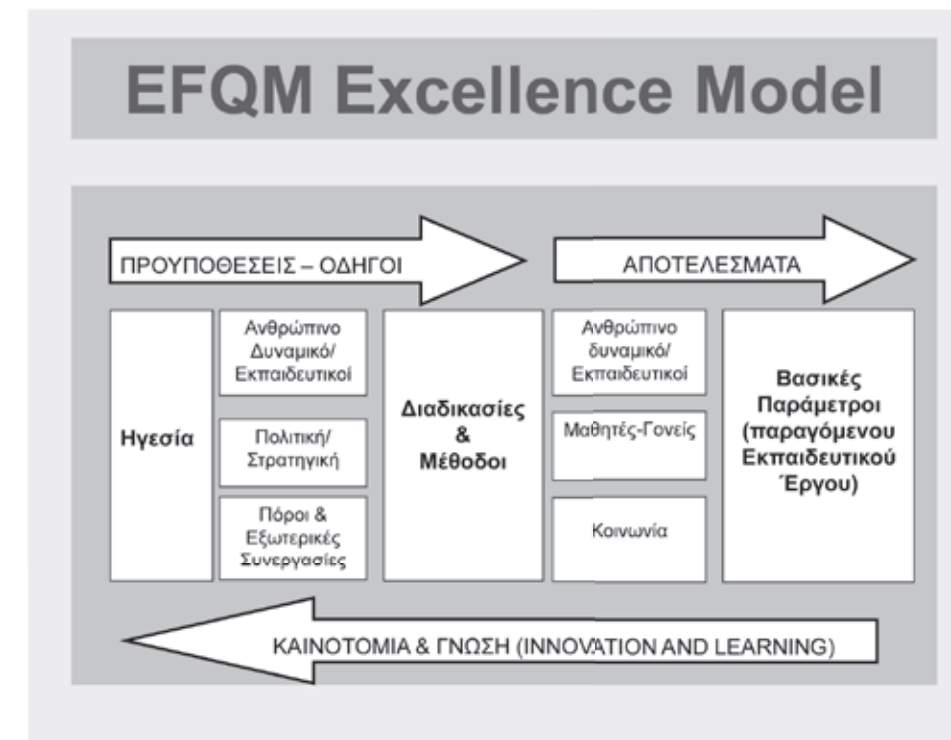 EFQM Excellence Model
ΠΡΟΥΠΟΘΕΣΕΙΣ – ΟΔΗΓΟΙ
ΑΠΟΤΕΛΕΣΜΑΤΑ
Ηγεσία
Ανθρώπινο
Δυναμικό/
Εκπαιδευτικοί
Πολιτική/
Στρατηγική
Πόροι &
Εξωτερικές
Συνεργασίες
Διαδικασίες
&
Μέθοδοι
Ανθρώπινο
δυναμικό/
Εκπαιδευτικοί
Μαθητές-Γονείς
Κοινωνία
Βασικές
Παράμετροι
(παραγόμενου
Εκπαιδευτικού
Έργου)
ΚΑΙΝΟΤΟΜΙΑ & ΓΝΩΣΗ (INNOVATION AND LEARNING)